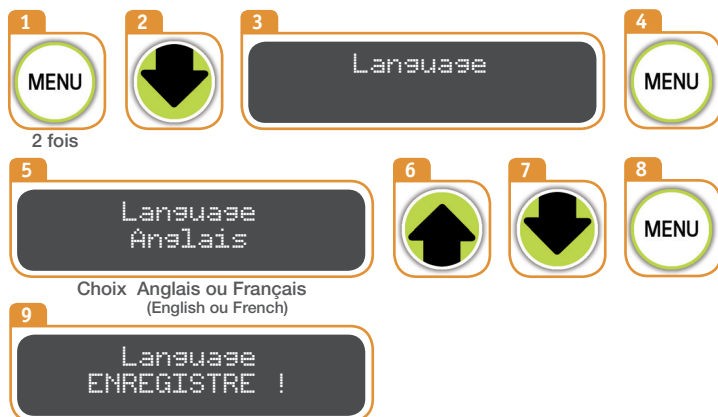 1
MENU
2 fois
2
3
Language
4
MENU
5
Language
Anglais
Choix Anglais ou Français
(English ou French)
6
7
8
MENU
9
Language
ENREGISTRE !